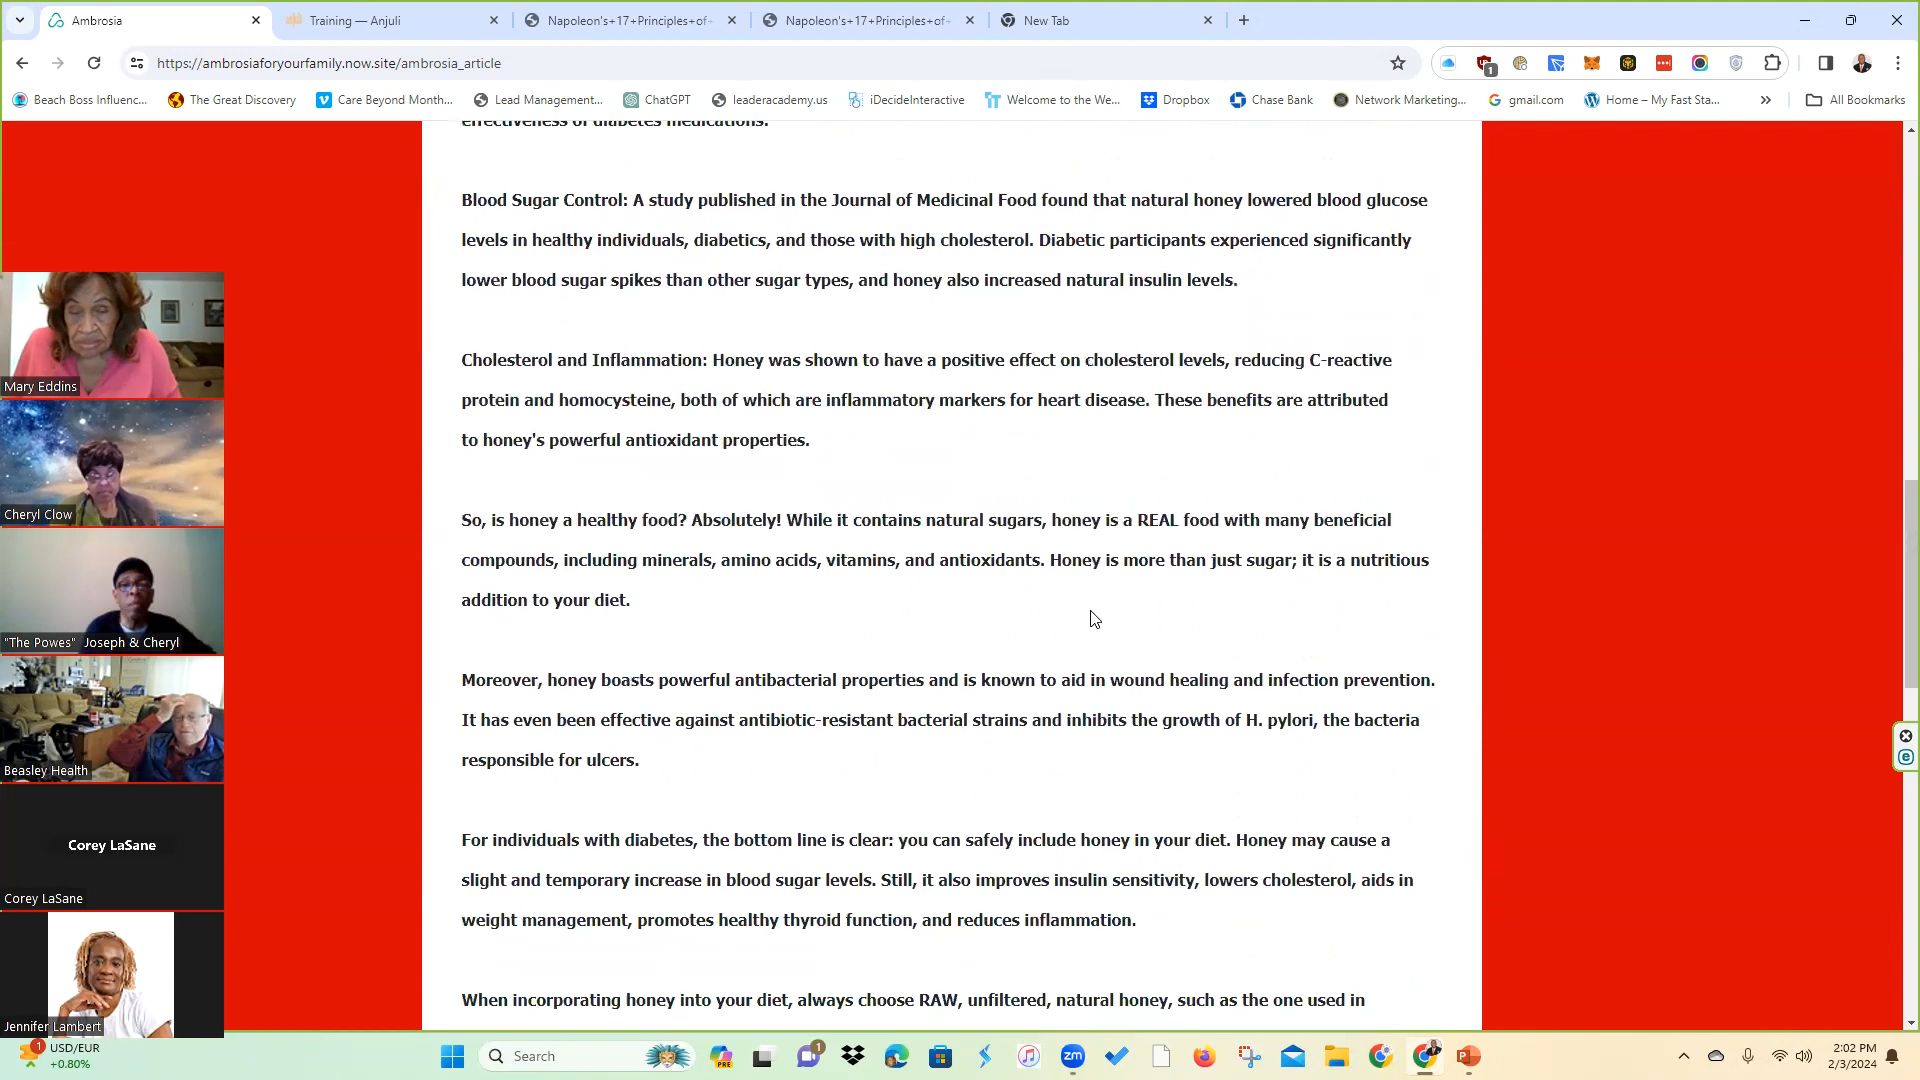 Ambrosia
Training — Anjuli
Napoleon's+17+Principles+of+
Napoleon's+17+Principles+of+
New Tab
https://ambrosiaforyourfamily.now.site/ambrosia_article
1
Beach Boss Influenc...
The Great Discovery
Care Beyond Month...
Lead Management...
ChatGPT
leaderacademy.us
iDecideInteractive
Welcome to the We...
Dropbox
Chase Bank
Network Marketing...
gmail.com
Home – My Fast Sta...
All Bookmarks
effectiveness of diabetes medications.
Blood Sugar Control: A study published in the Journal of Medicinal Food found that natural honey lowered blood glucose
levels in healthy individuals, diabetics, and those with high cholesterol. Diabetic participants experienced significantly
lower blood sugar spikes than other sugar types, and honey also increased natural insulin levels.
Cholesterol and Inflammation: Honey was shown to have a positive effect on cholesterol levels, reducing C-reactive
protein and homocysteine, both of which are inflammatory markers for heart disease. These benefits are attributed
to honey's powerful antioxidant properties.
So, is honey a healthy food? Absolutely! While it contains natural sugars, honey is a REAL food with many beneficial
compounds, including minerals, amino acids, vitamins, and antioxidants. Honey is more than just sugar; it is a nutritious
addition to your diet.
Moreover, honey boasts powerful antibacterial properties and is known to aid in wound healing and infection prevention.
It has even been effective against antibiotic-resistant bacterial strains and inhibits the growth of H. pylori, the bacteria
responsible for ulcers.
For individuals with diabetes, the bottom line is clear: you can safely include honey in your diet. Honey may cause a
slight and temporary increase in blood sugar levels. Still, it also improves insulin sensitivity, lowers cholesterol, aids in
weight management, promotes healthy thyroid function, and reduces inflammation.
When incorporating honey into your diet, always choose RAW, unfiltered, natural honey, such as the one used in
Mary Eddins
Cheryl Clow
"The Powes" Joseph & Cheryl
Beasley Health
Corey LaSane
Corey LaSane
Jennifer Lambert
1
USD/EUR
+0.80%
Search
PRE
1
zm
2:02 PM
2/3/2024